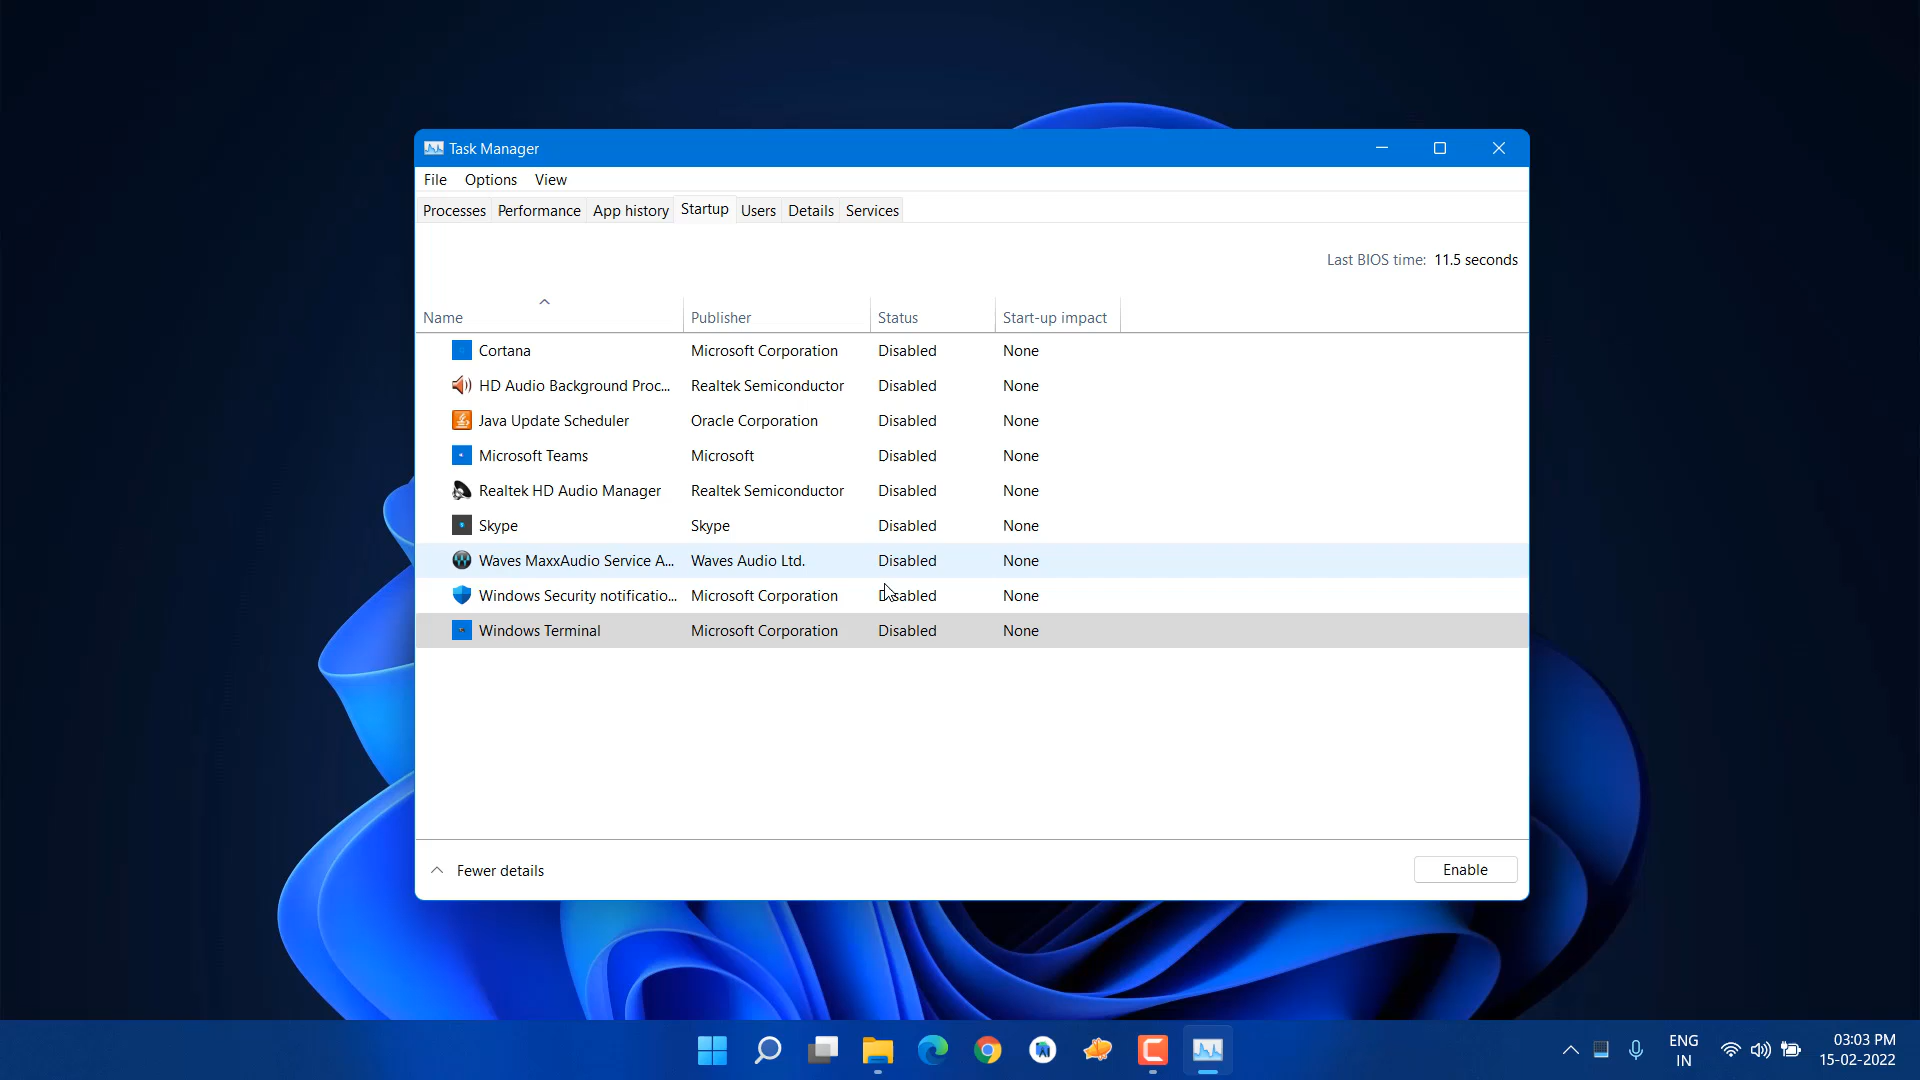 Task Manager
File Options View
Processes Performance App history Startup Users Details Services
Last BIOS time: 11.5 seconds
Name Publisher Status Start-up impact
Cortana Microsoft Corporation Disabled None
HD Audio Background Proc... Realtek Semiconductor Disabled None
Java Update Scheduler Oracle Corporation Disabled None
Microsoft Teams Microsoft Disabled None
Realtek HD Audio Manager Realtek Semiconductor Disabled None
Skype Skype Disabled None
Waves MaxxAudio Service A... Waves Audio Ltd. Disabled None
Windows Security notificatio... Microsoft Corporation Disabled None
Windows Terminal Microsoft Corporation Disabled None
Fewer details Enable
ENG 03:03 PM
IN 15-02-2022